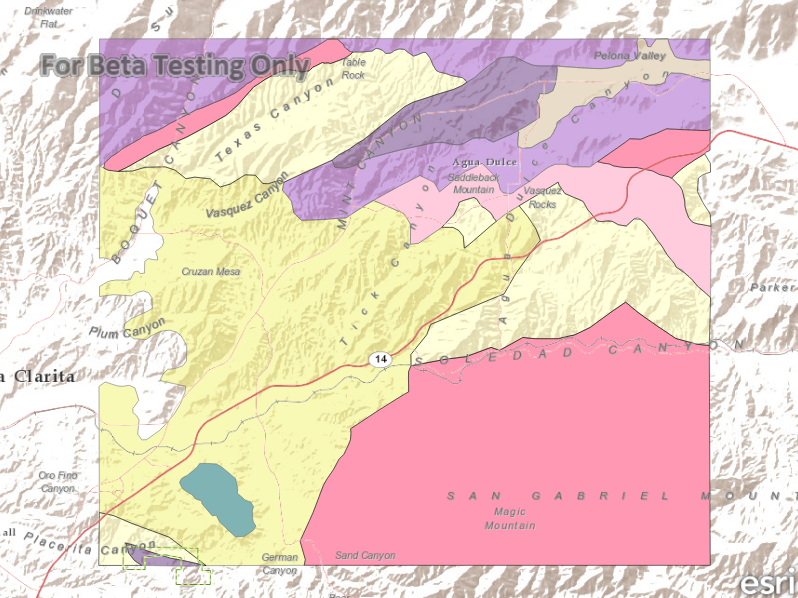 Drinkwater
Flat
D
Su
For Beta Testing Only
Table
Rock
Pelona Valley
Texas Canyon
BOUQUET CANYON
MINT CANYON
Agua Dulce
Saddleback
Mountain
Agua Dulce Canyon
Vasquez Canyon
Vasquez
Rocks
Cruzan Mesa
Tick Canyon
Parker
Plum Canyon
14
SOLEDAD CANYON
a Clarita
Oro Fino
Canyon
SAN GABRIEL MOUNT
Magic
Mountain
all
Placerita Canyon
German
Canyon
Sand Canyon
esri